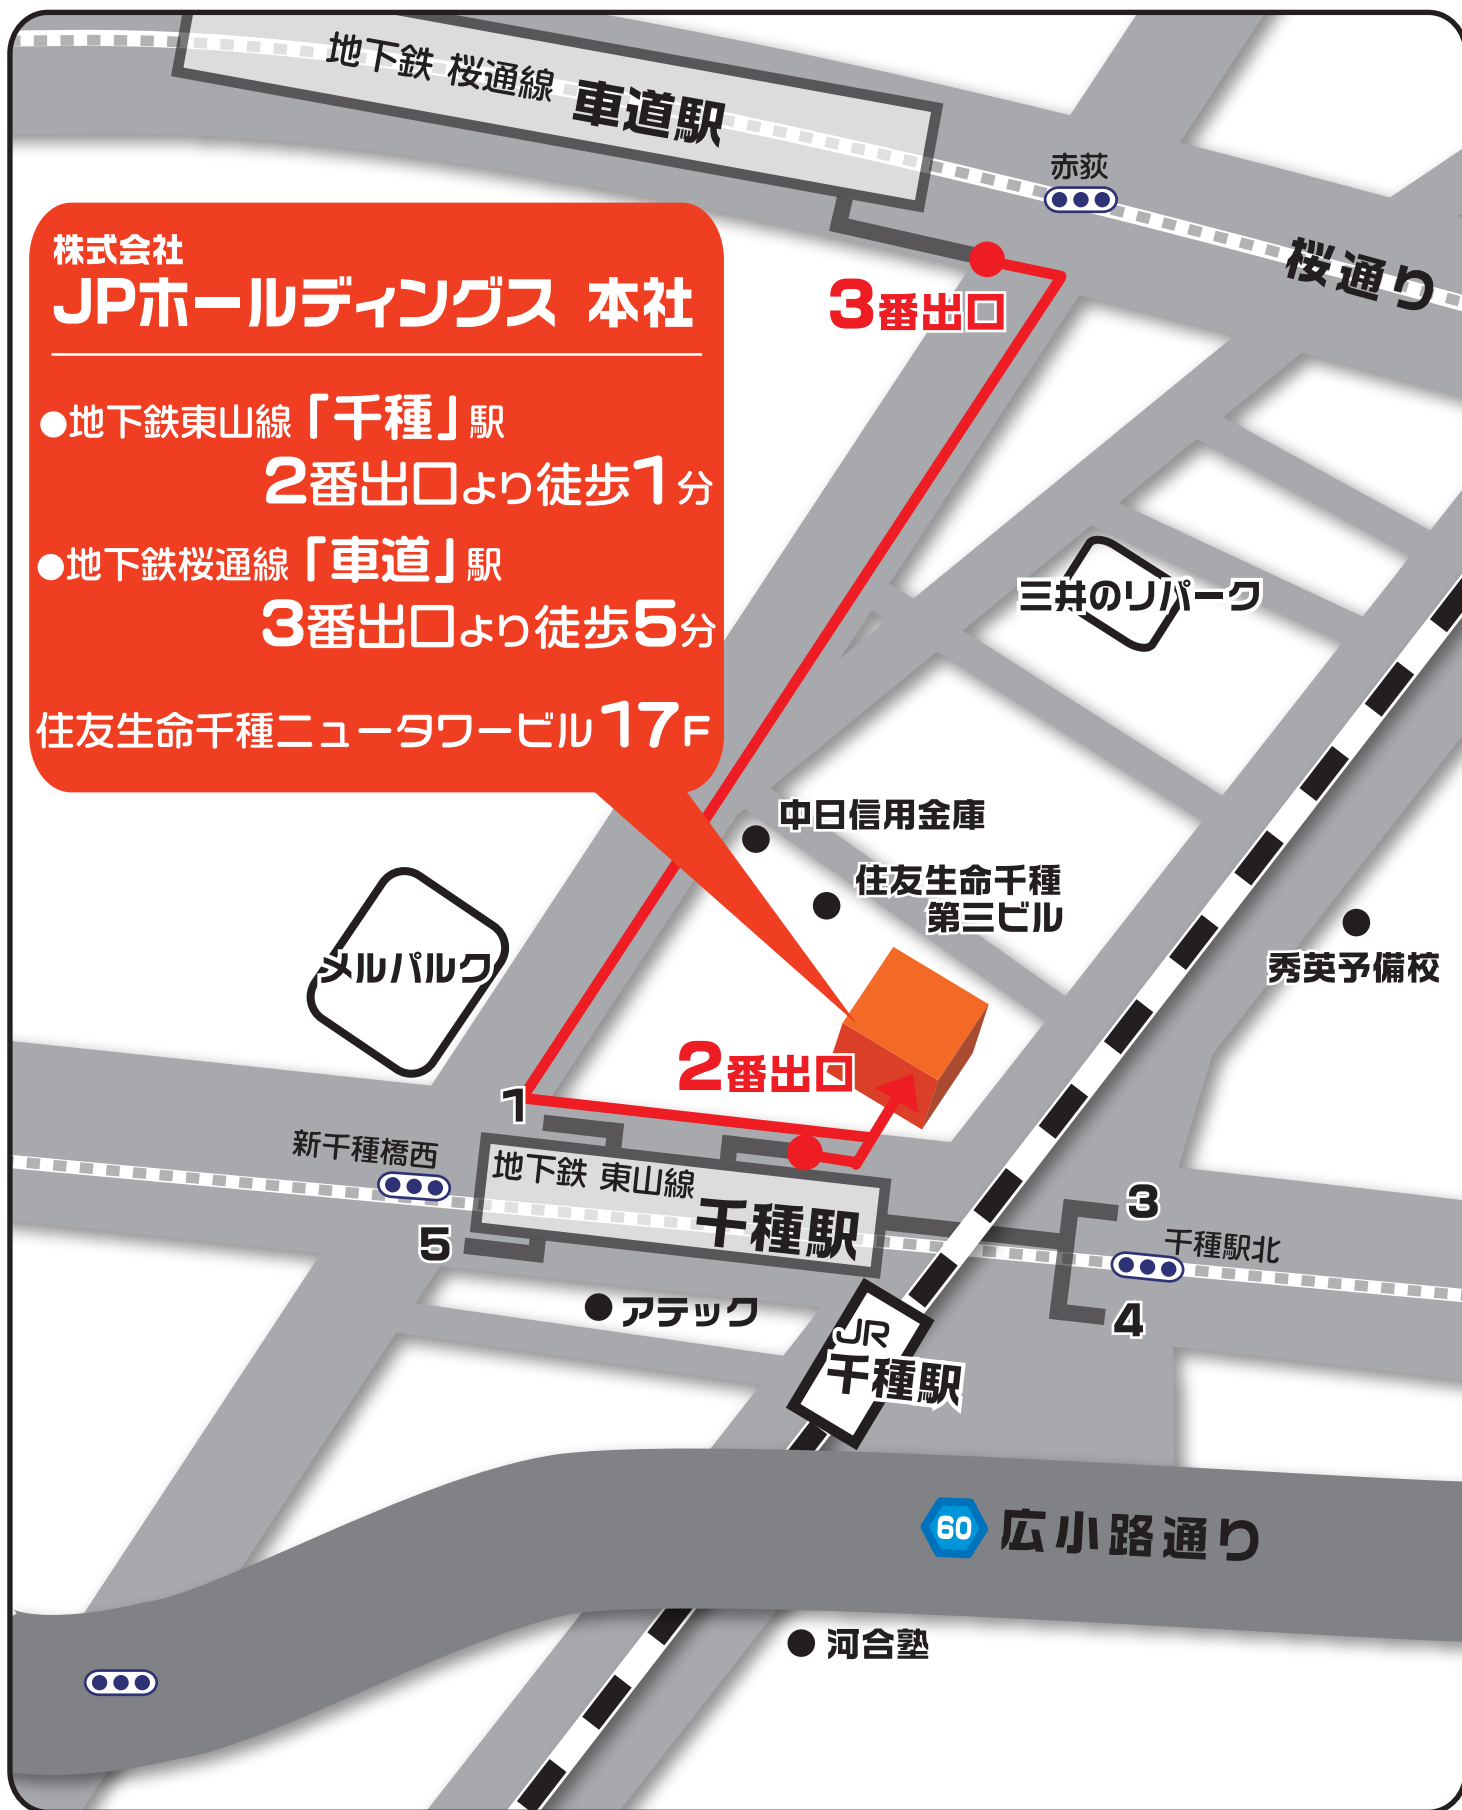 地下鉄 桜通線 車道駅
赤荻
桜通り
株式会社
JPホールディングス 本社
●地下鉄東山線「千種」駅
2番出口より徒歩1分
●地下鉄桜通線「車道」駅
3番出口より徒歩5分
住友生命千種ニュータワービル17F
3番出口
三井のリパーク
中日信用金庫
住友生命千種
第三ビル
メルパルク
秀英予備校
2番出口
1
新千種橋西
地下鉄 東山線 千種駅
5
3
千種駅北
4
アテック
JR
千種駅
60 広小路通り
河合塾